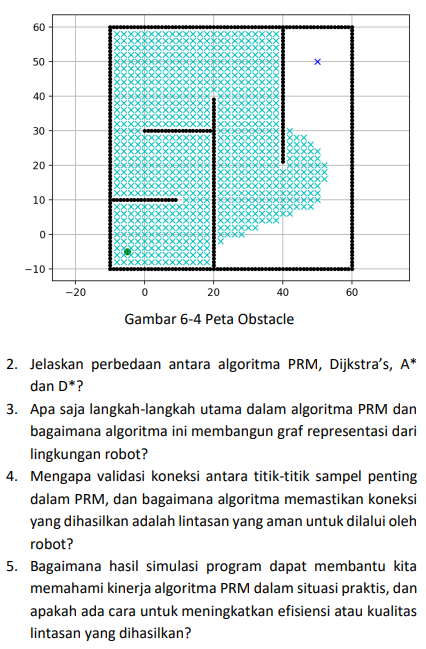 60
50
40
30
20
10
0
−10
−20 0 20 40 60
Gambar 6-4 Peta Obstacle
2. Jelaskan perbedaan antara algoritma PRM, Dijkstra’s, A*
dan D*?
3. Apa saja langkah-langkah utama dalam algoritma PRM dan
bagaimana algoritma ini membangun graf representasi dari
lingkungan robot?
4. Mengapa validasi koneksi antara titik-titik sampel penting
dalam PRM, dan bagaimana algoritma memastikan koneksi
yang dihasilkan adalah lintasan yang aman untuk dilalui oleh
robot?
5. Bagaimana hasil simulasi program dapat membantu kita
memahami kinerja algoritma PRM dalam situasi praktis, dan
apakah ada cara untuk meningkatkan efisiensi atau kualitas
lintasan yang dihasilkan?